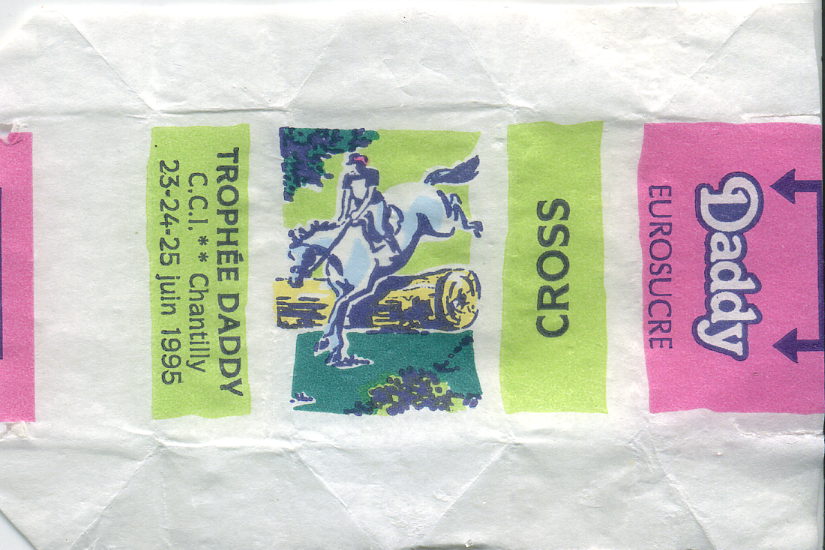 TROPHÉE DADDY
C.C.I.** Chantilly
23-24-25 juin 1995
CROSS
Daddy
EUROSUCRE